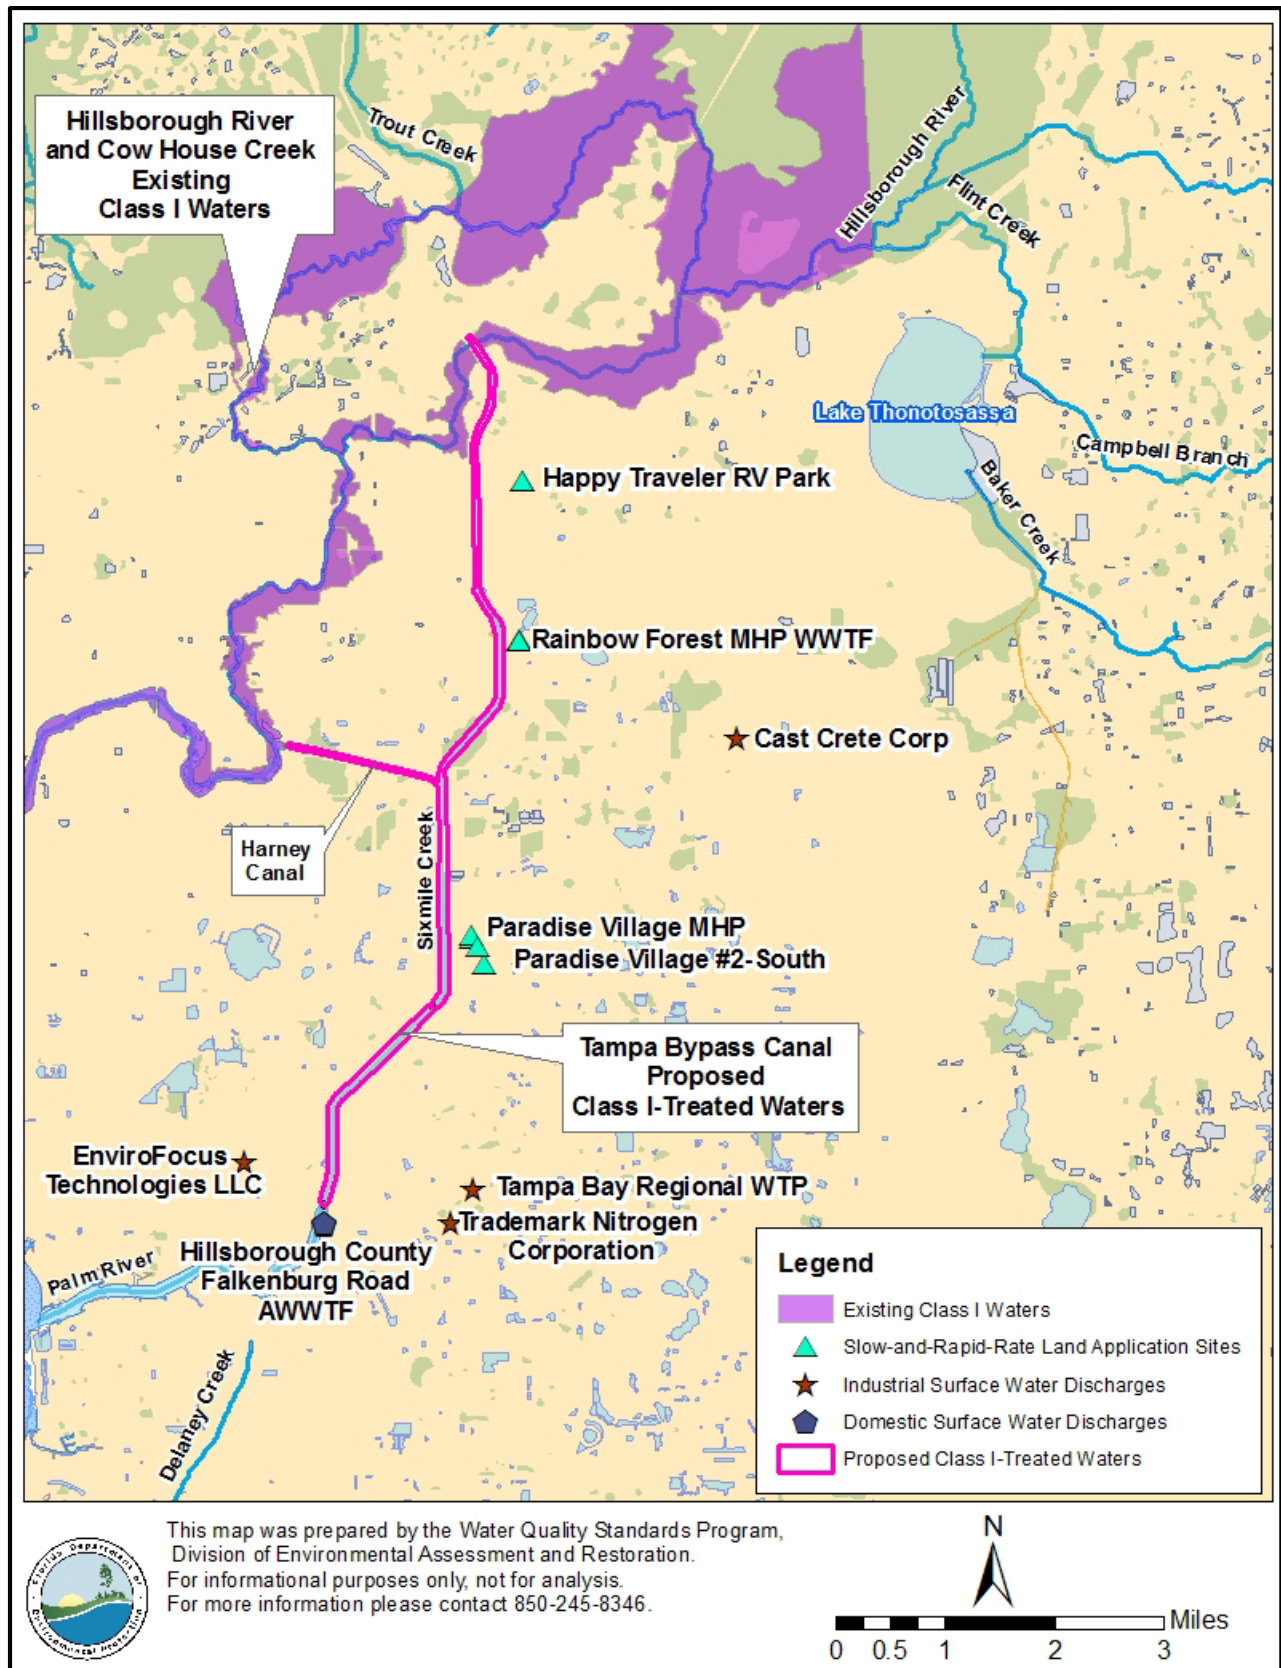 Hillsborough River
and Cow House Creek
Existing
Class I Waters
Trout Creek
Hillsborough River
Flint Creek
Lake Thonotosassa
Campbell Branch
Baker Creek
Happy Traveler RV Park
Rainbow Forest MHP WWTF
Cast Crete Corp
Harney
Canal
Sixmile Creek
Paradise Village MHP
Paradise Village #2-South
Tampa Bypass Canal
Proposed
Class I-Treated Waters
EnviroFocus
Technologies LLC
Tampa Bay Regional WTP
Trademark Nitrogen
Corporation
Hillsborough County
Falkenburg Road
AWWTF
Palm River
Delaney Creek
Legend
Existing Class I Waters
Slow-and-Rapid-Rate Land Application Sites
Industrial Surface Water Discharges
Domestic Surface Water Discharges
Proposed Class I-Treated Waters
This map was prepared by the Water Quality Standards Program,
Division of Environmental Assessment and Restoration.
For informational purposes only, not for analysis.
For more information please contact 850-245-8346.
Florida Department of
Environmental Protection
N
Miles
0 0.5 1 2 3